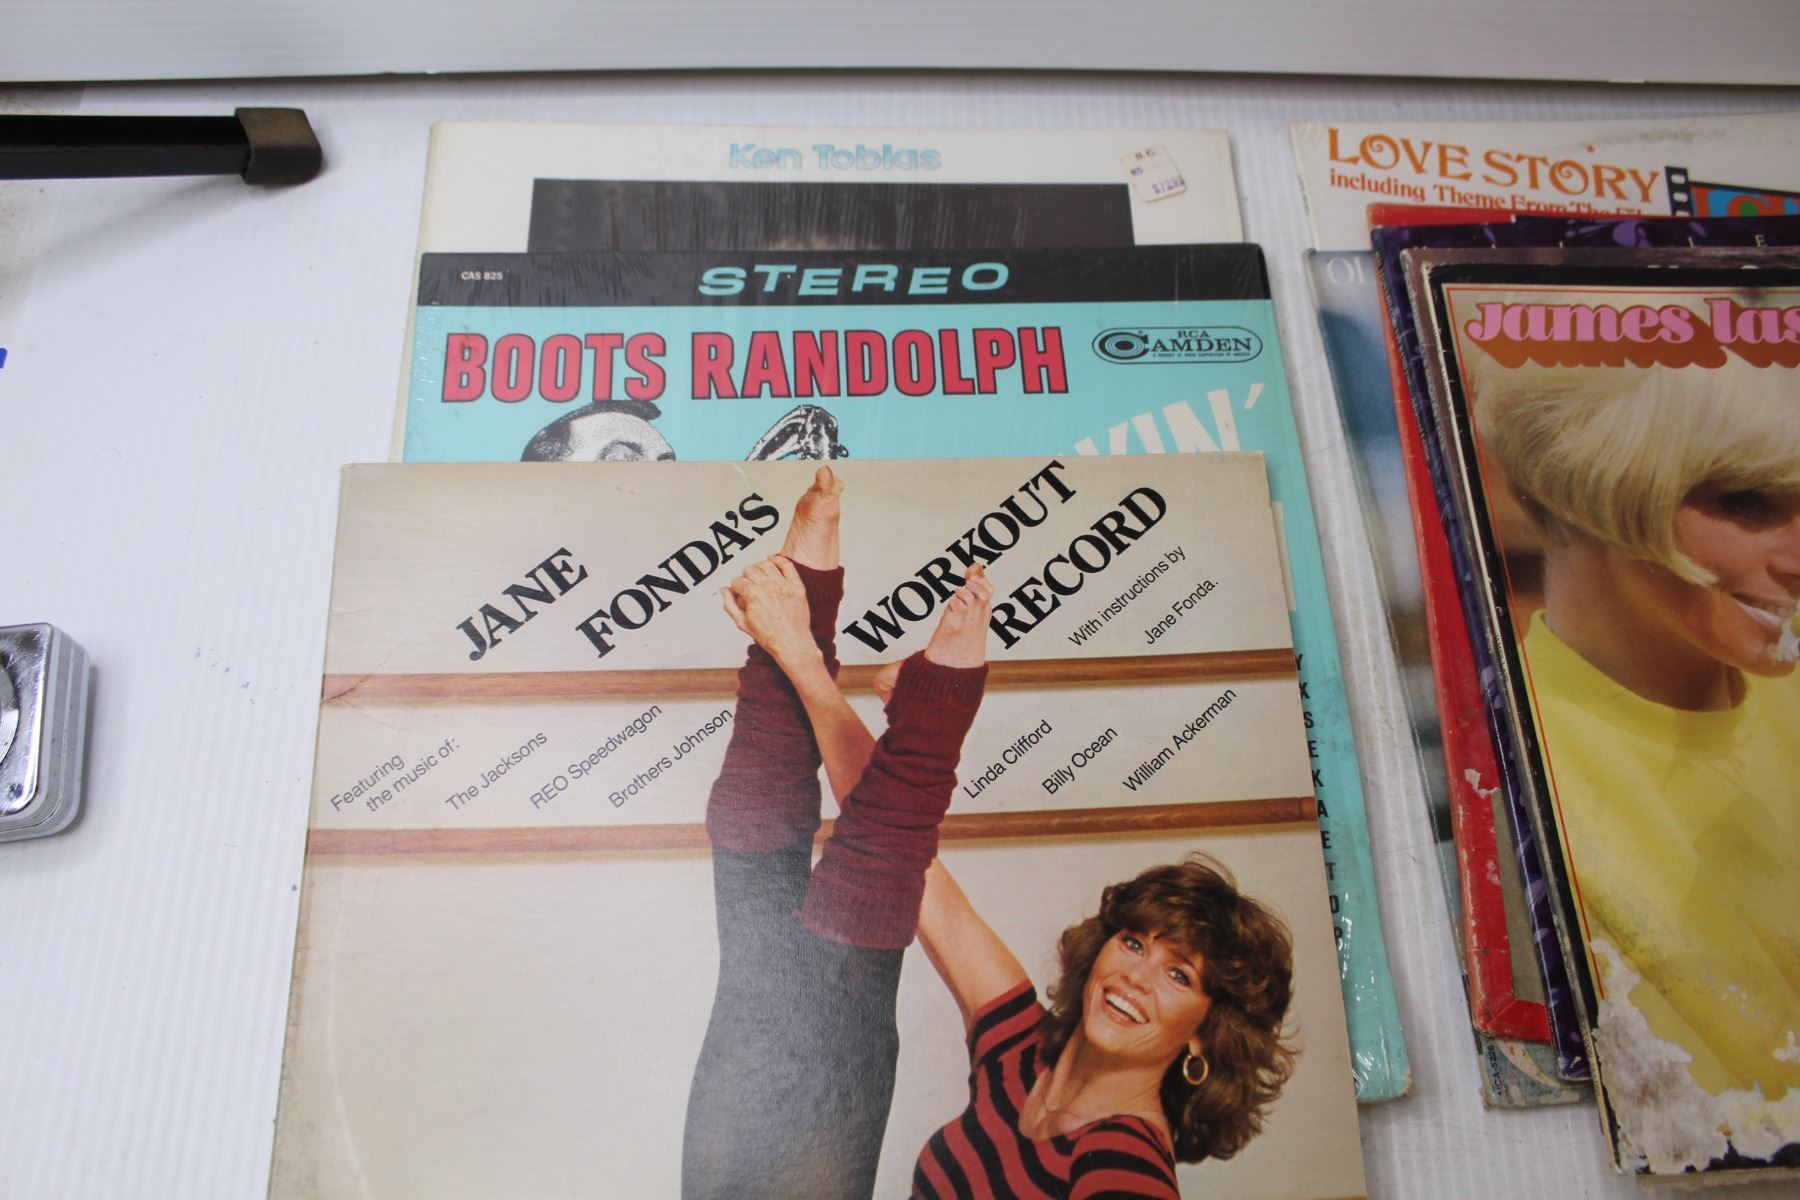 Ken Tobias
B.C.
CAS 825
STEREO
BOOTS RANDOLPH
RCA
CAMDEN
KIN'
JANE
FONDA'S
WORKOUT
RECORD
With instructions by
Jane Fonda.
Featuring
the music of:
The Jacksons
REO Speedwagon
Brothers Johnson
Linda Clifford
Billy Ocean
William Ackerman
Y
K
S
E
K
A
E
T
D
LOVE STORY
including Theme From The
james las